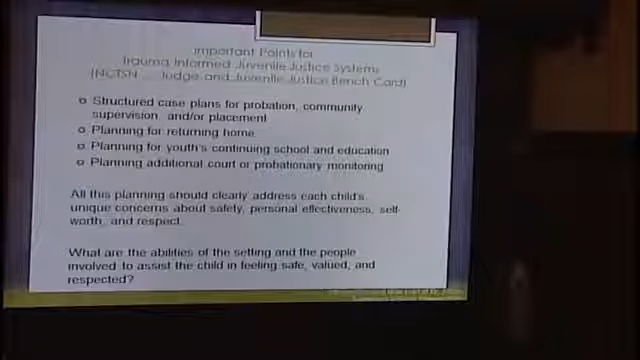 Important Points for
Trauma Informed Juvenile Justice Systems
(NCTSN ... Judge and Juvenile Justice Bench Card)
o Structured case plans for probation, community
supervision, and/or placement
o Planning for returning home
o Planning for youth's continuing school and education
o Planning additional court or probationary monitoring
All this planning should clearly address each child's
unique concerns about safety, personal effectiveness, self-
worth, and respect.
What are the abilities of the setting and the people
involved to assist the child in feeling safe, valued, and
respected?